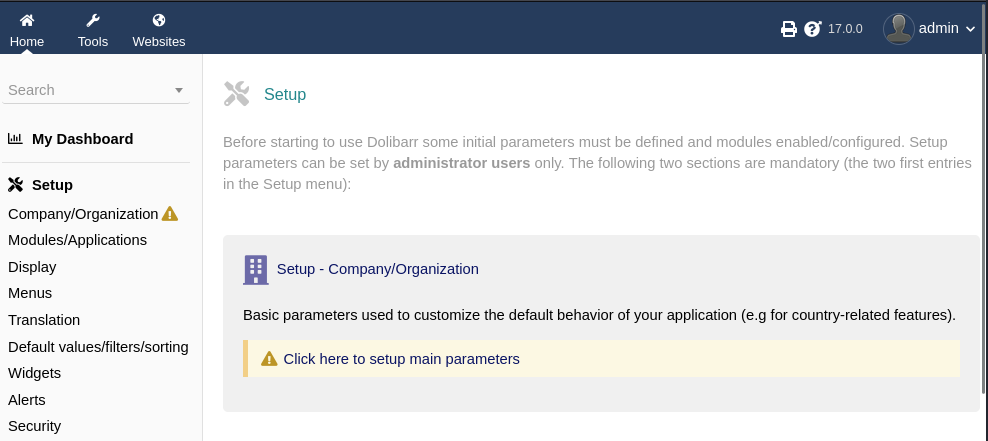 Home Tools Websites 17.0.0 admin
Search
My Dashboard
Setup
Company/Organization
Modules/Applications
Display
Menus
Translation
Default values/filters/sorting
Widgets
Alerts
Security
Setup
Before starting to use Dolibarr some initial parameters must be defined and modules enabled/configured. Setup
parameters can be set by administrator users only. The following two sections are mandatory (the two first entries
in the Setup menu):
Setup - Company/Organization
Basic parameters used to customize the default behavior of your application (e.g for country-related features).
Click here to setup main parameters